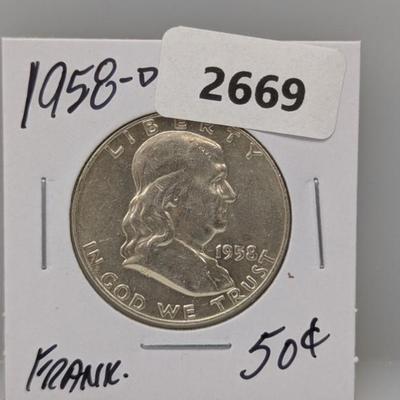 1958-D
2669
LIBERTY
1958
IN GOD WE TRUST
FRANK.
50¢